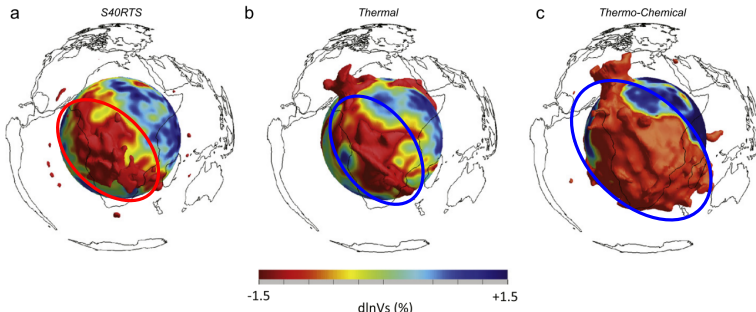 a S40RTS
b Thermal
c Thermo-Chemical
-1.5 +1.5
dlnVs (%)